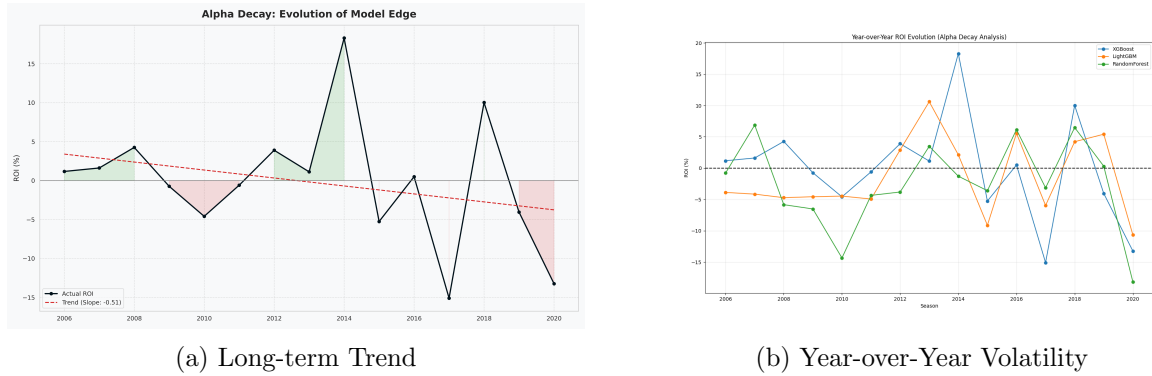 Alpha Decay: Evolution of Model Edge
ROI (%)
15
10
5
0
−5
−10
−15
Actual ROI
Trend (Slope: -0.51)
2006 2008 2010 2012 2014 2016 2018 2020
(a) Long-term Trend
Year-over-Year ROI Evolution (Alpha Decay Analysis)
ROI (%)
20
15
10
5
0
−5
−10
−15
XGBoost
LightGBM
RandomForest
2006 2008 2010 2012 2014 2016 2018 2020
Season
(b) Year-over-Year Volatility